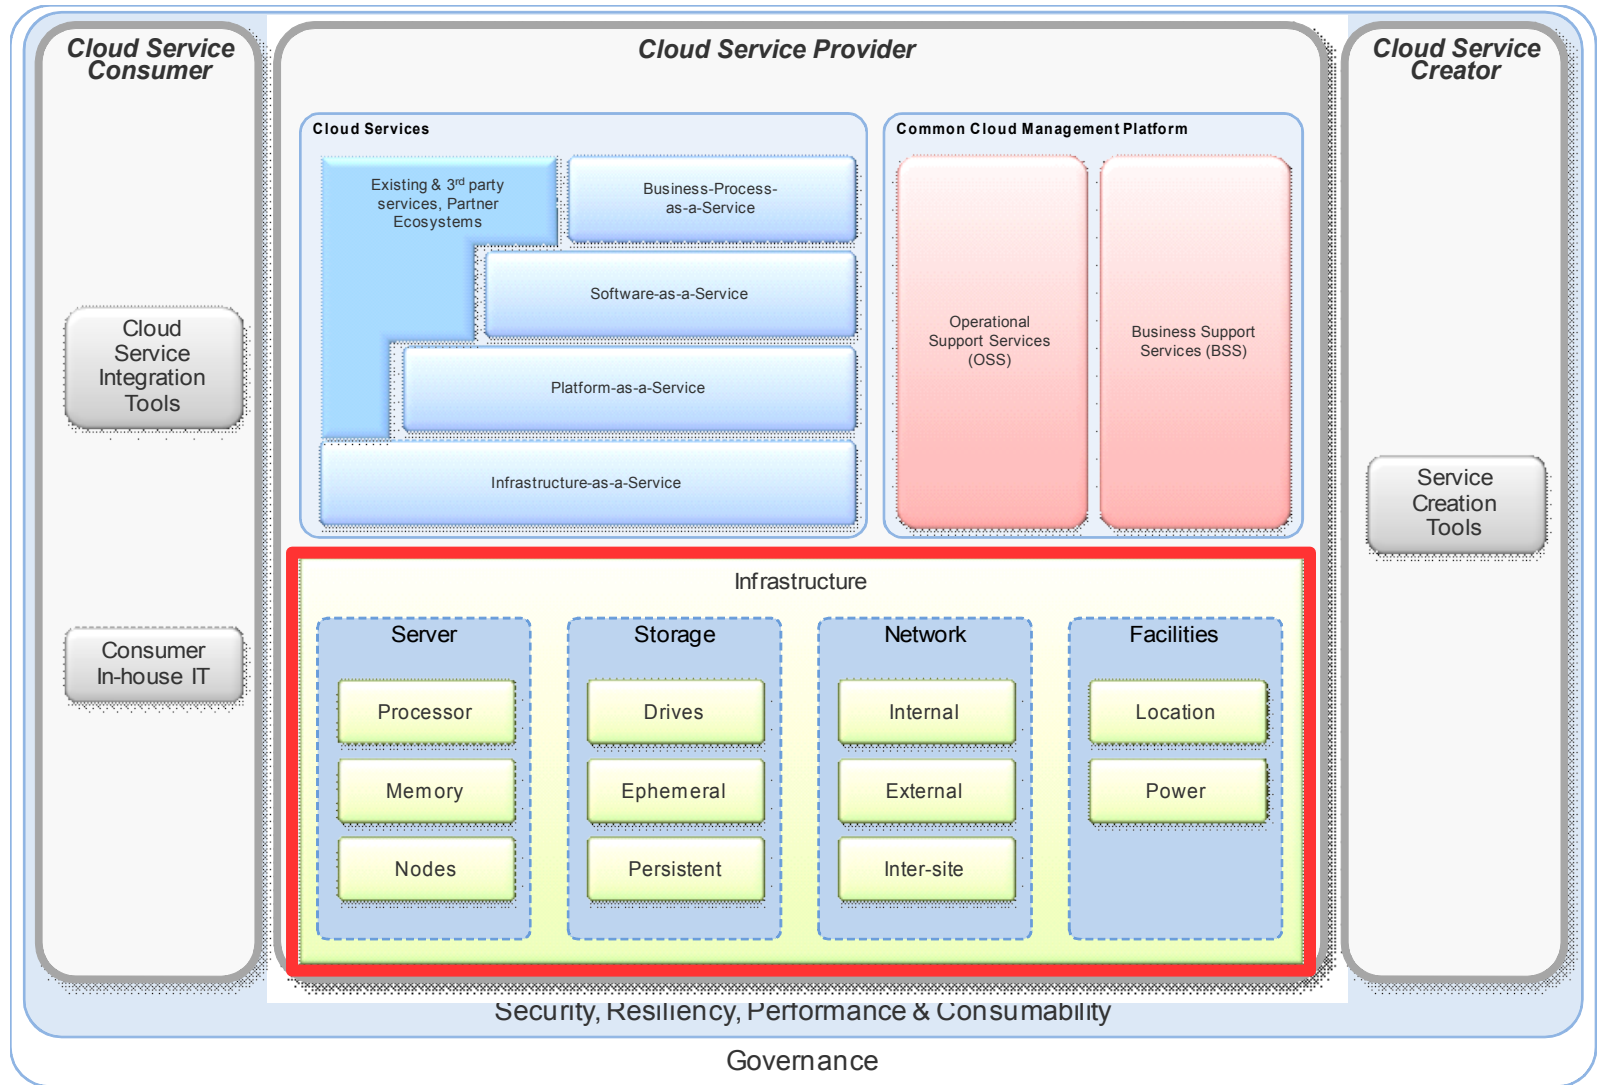 Cloud Service
Consumer
Cloud
Service
Integration
Tools
Consumer
In-house IT
Cloud Service Provider
Cloud Services
Existing & 3rd party
services, Partner
Ecosystems
Business-Process-
as-a-Service
Software-as-a-Service
Platform-as-a-Service
Infrastructure-as-a-Service
Common Cloud Management Platform
Operational
Support Services
(OSS)
Business Support
Services (BSS)
Infrastructure
Server
Processor
Memory
Nodes
Storage
Drives
Ephemeral
Persistent
Network
Internal
External
Inter-site
Facilities
Location
Power
Cloud Service
Creator
Service
Creation
Tools
Security, Resiliency, Performance & Consumability
Governance